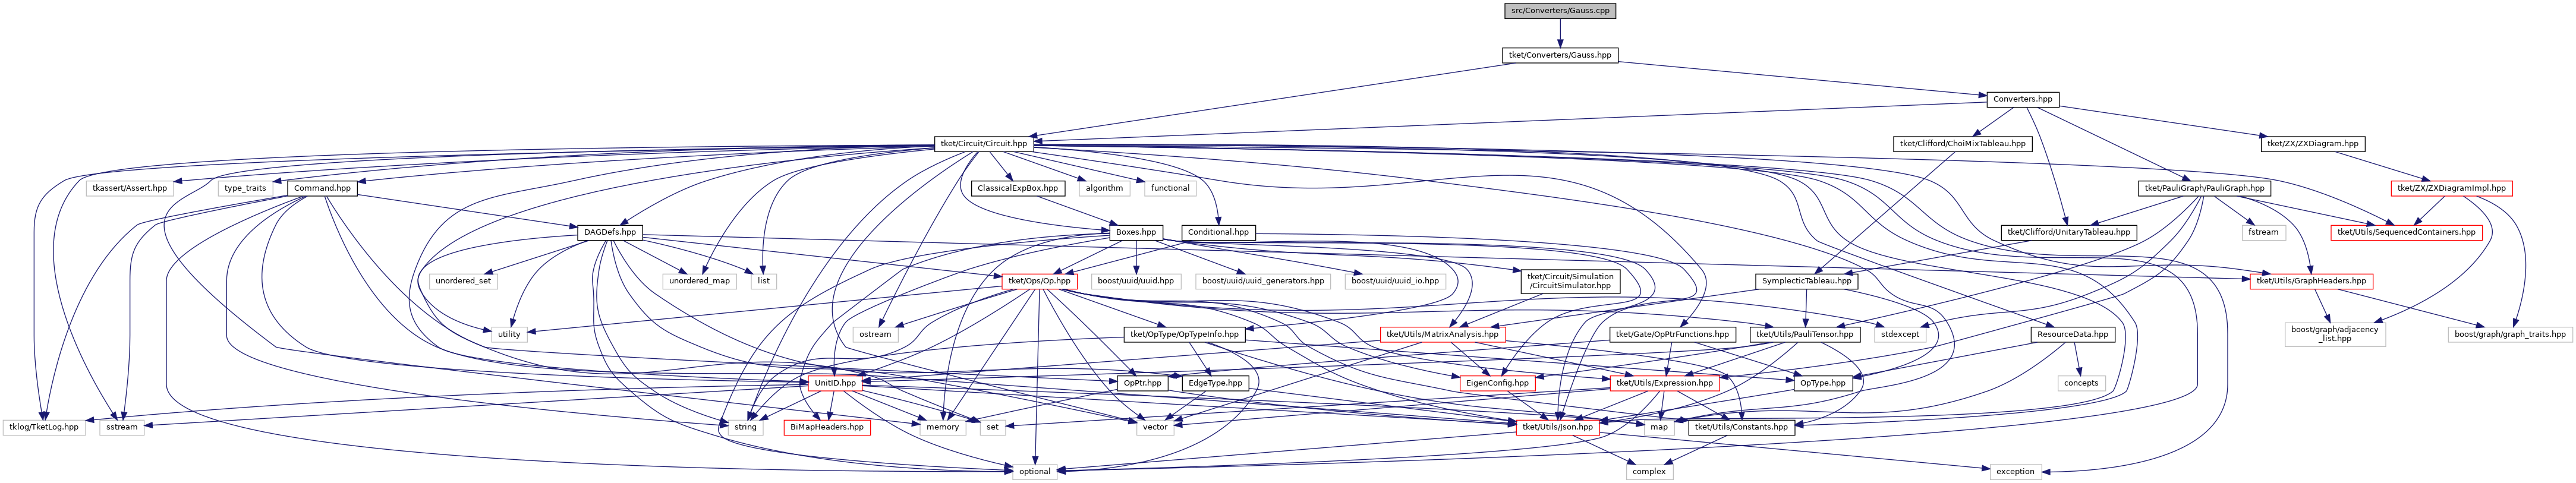 src/Converters/Gauss.cpp
tket/Converters/Gauss.hpp
Converters.hpp
tket/Circuit/Circuit.hpp
tket/Clifford/ChoiMixTableau.hpp
tket/ZX/ZXDiagram.hpp
tkassert/Assert.hpp
type_traits
Command.hpp
ClassicalExpBox.hpp
algorithm
functional
tket/PauliGraph/PauliGraph.hpp
tket/ZX/ZXDiagramImpl.hpp
DAGDefs.hpp
Boxes.hpp
Conditional.hpp
tket/Clifford/UnitaryTableau.hpp
fstream
tket/Utils/SequencedContainers.hpp
unordered_set
unordered_map
list
tket/Ops/Op.hpp
boost/uuid/uuid.hpp
boost/uuid/uuid_generators.hpp
boost/uuid/uuid_io.hpp
tket/Circuit/Simulation
/CircuitSimulator.hpp
SymplecticTableau.hpp
tket/Utils/GraphHeaders.hpp
utility
ostream
tket/OpType/OpTypeInfo.hpp
tket/Utils/MatrixAnalysis.hpp
tket/Gate/OpPtrFunctions.hpp
tket/Utils/PauliTensor.hpp
stdexcept
ResourceData.hpp
boost/graph/adjacency
_list.hpp
boost/graph/graph_traits.hpp
UnitID.hpp
OpPtr.hpp
EdgeType.hpp
EigenConfig.hpp
tket/Utils/Expression.hpp
OpType.hpp
concepts
tklog/TketLog.hpp
sstream
string
BiMapHeaders.hpp
memory
set
vector
tket/Utils/Json.hpp
map
tket/Utils/Constants.hpp
optional
complex
exception